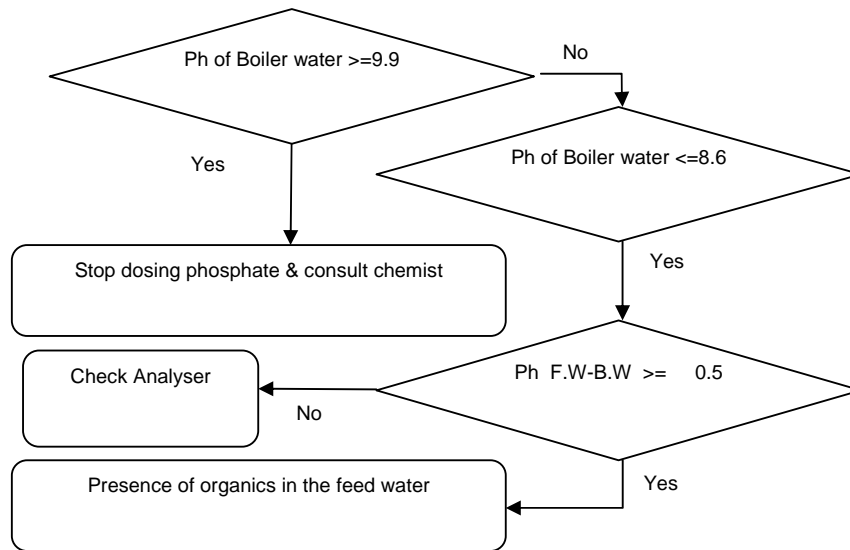 Ph of Boiler water >=9.9
No
Yes
Ph of Boiler water <=8.6
Stop dosing phosphate & consult chemist
Yes
Check Analyser
Ph F.W-B.W >= 0.5
No
Presence of organics in the feed water
Yes